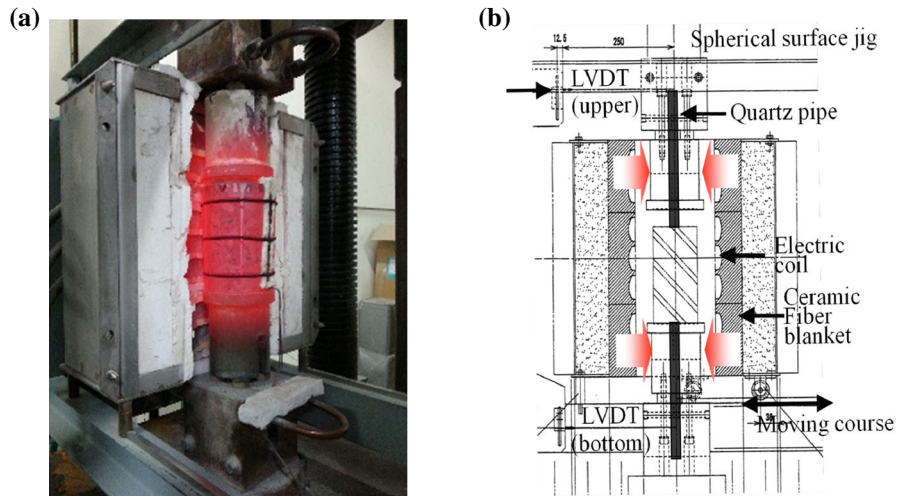 (a)
(b)
12.5
250
Spherical surface jig
LVDT
(upper)
Quartz pipe
Electric
coil
Ceramic
Fiber
blanket
LVDT
(bottom)
Moving course